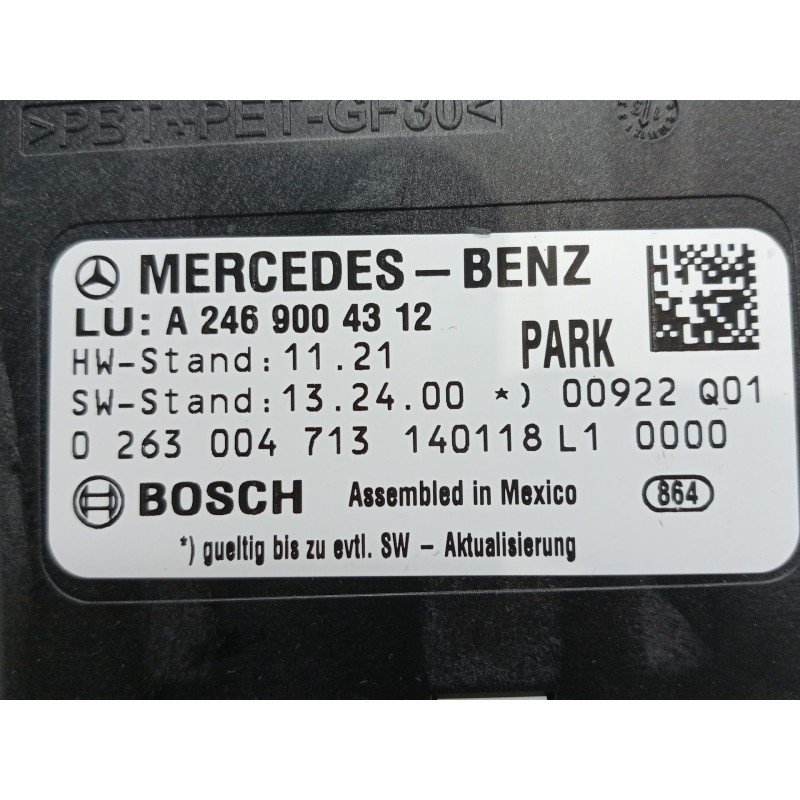 >PBT+PET-GF30<
MERCEDES-BENZ
LU: A 246 900 43 12
PARK
HW-Stand: 11.21
SW-Stand: 13.24.00 *) 00922 Q01
0 263 004 713 140118 L1 0000
BOSCH Assembled in Mexico 864
*) gueltig bis zu evtl. SW - Aktualisierung